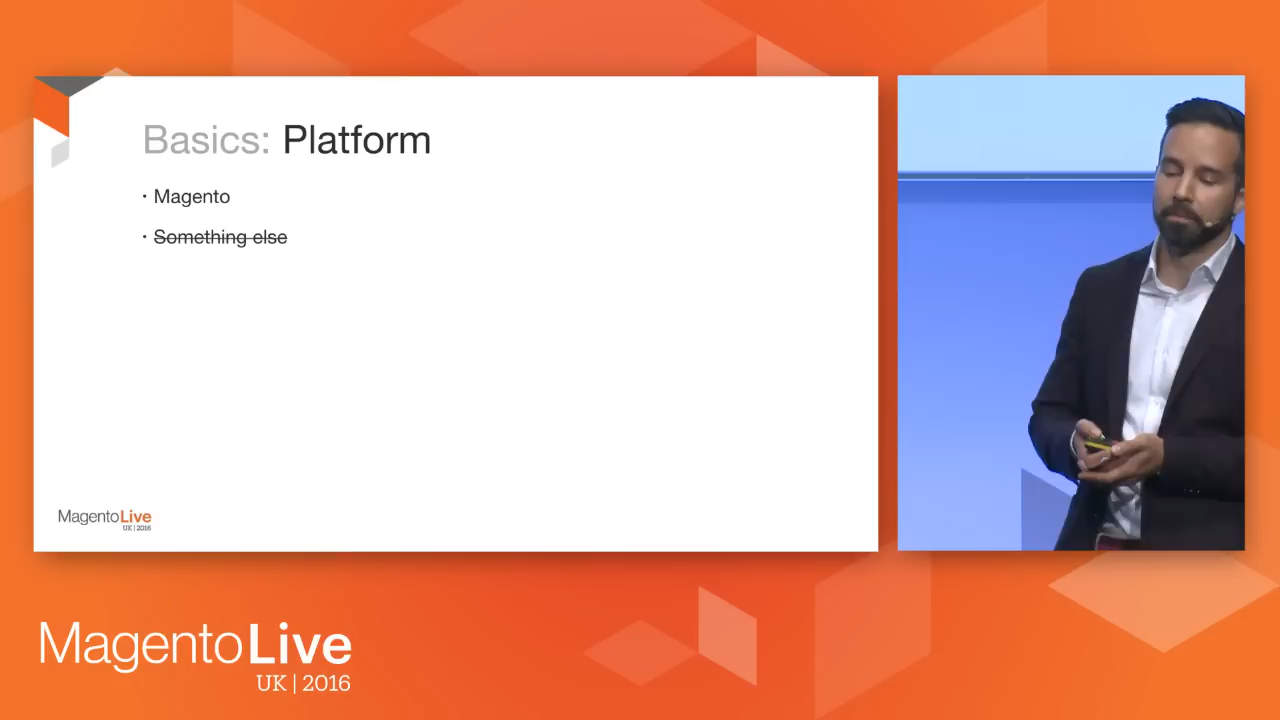 Basics: Platform
· Magento
· Something else
MagentoLive
UK | 2016
MagentoLive
UK | 2016